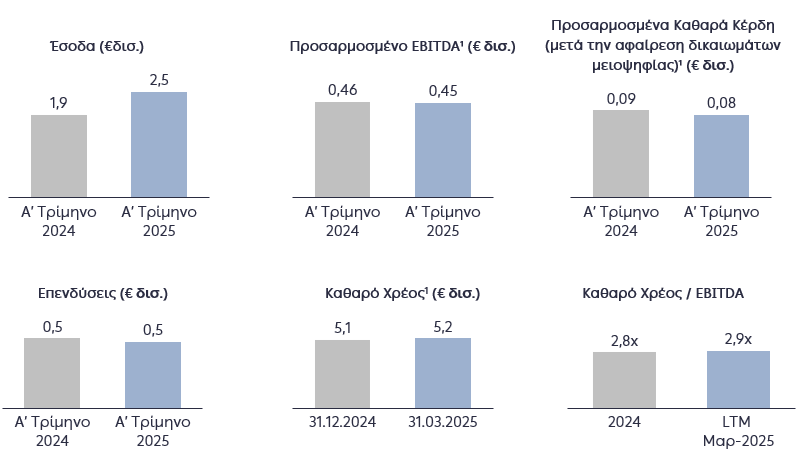 Έσοδα (€δισ.)
1,9
2,5
Α’ Τρίμηνο
2024
Α’ Τρίμηνο
2025
Προσαρμοσμένο EBITDA¹ (€ δισ.)
0,46
0,45
Α’ Τρίμηνο
2024
Α’ Τρίμηνο
2025
Προσαρμοσμένα Καθαρά Κέρδη
(μετά την αφαίρεση δικαιωμάτων
μειοψηφίας)¹ (€ δισ.)
0,09
0,08
Α’ Τρίμηνο
2024
Α’ Τρίμηνο
2025
Επενδύσεις (€ δισ.)
0,5
0,5
Α’ Τρίμηνο
2024
Α’ Τρίμηνο
2025
Καθαρό Χρέος¹ (€ δισ.)
5,1
5,2
31.12.2024
31.03.2025
Καθαρό Χρέος / EBITDA
2,8x
2,9x
2024
LTM
Μαρ-2025